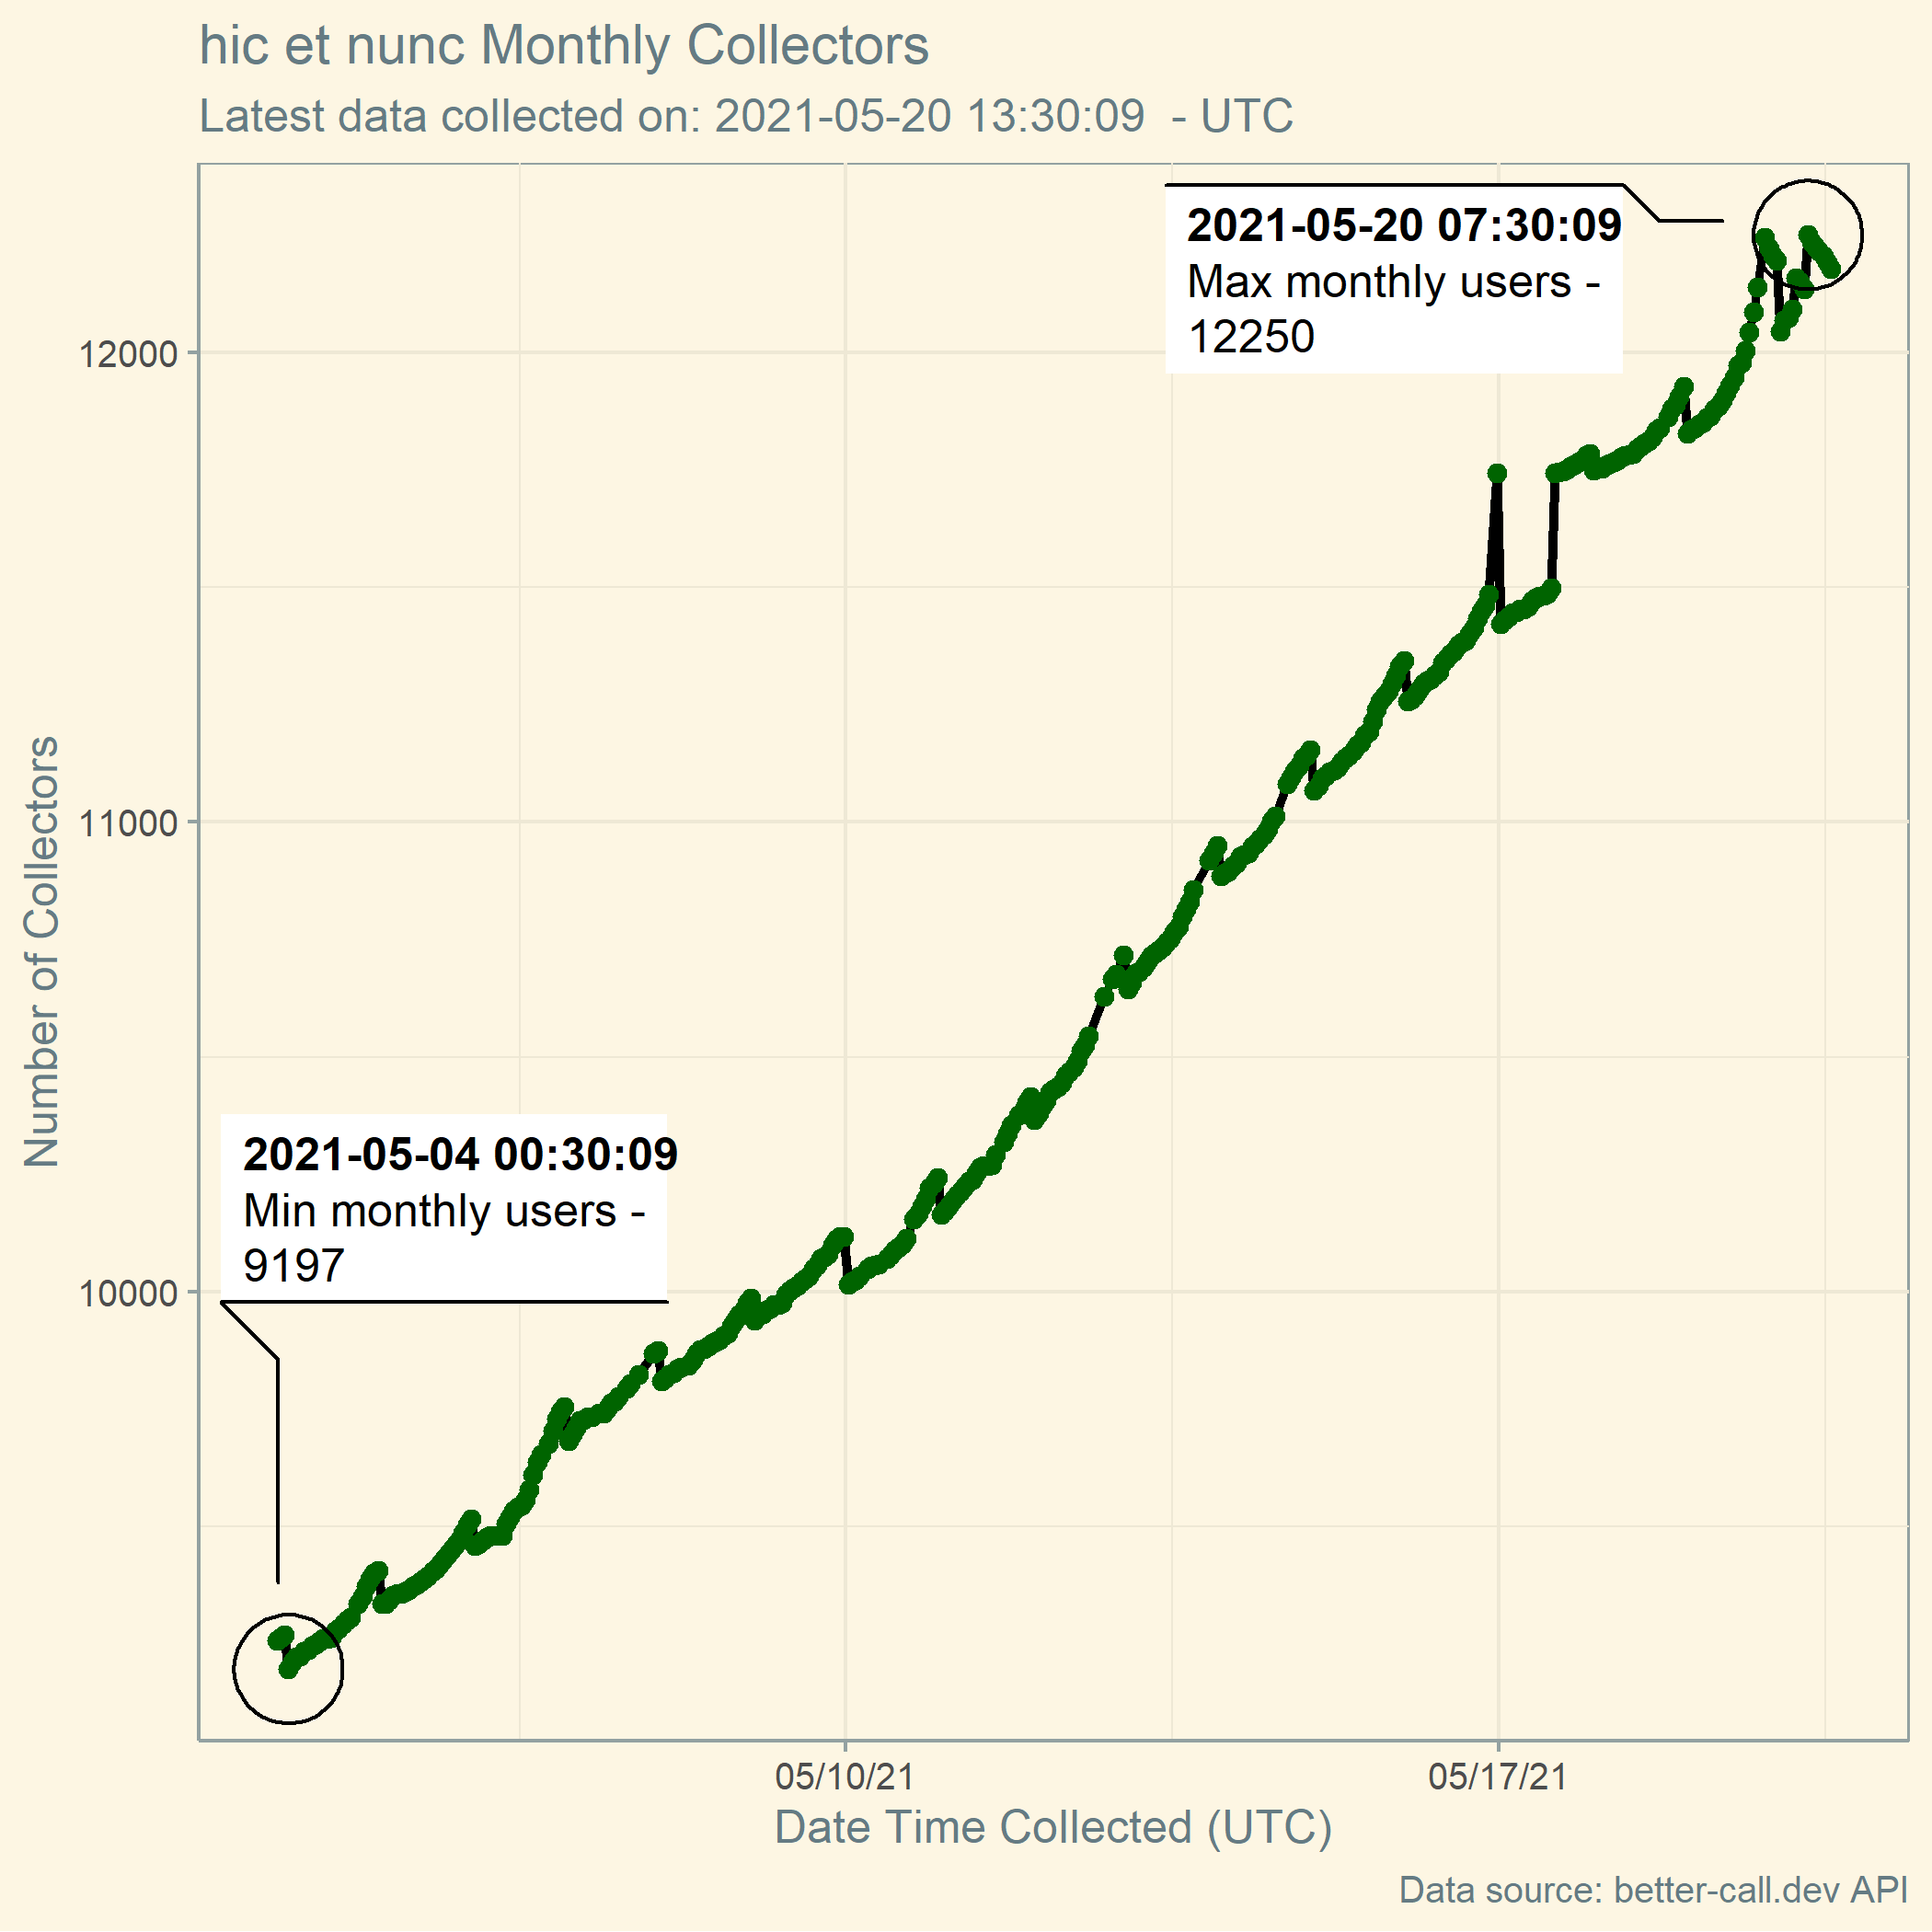 hic et nunc Monthly Collectors
Latest data collected on: 2021-05-20 13:30:09  - UTC
2021-05-20 07:30:09
Max monthly users -
12250
12000
11000
10000
Number of Collectors
2021-05-04 00:30:09
Min monthly users -
9197
05/10/21
05/17/21
Date Time Collected (UTC)
Data source: better-call.dev API